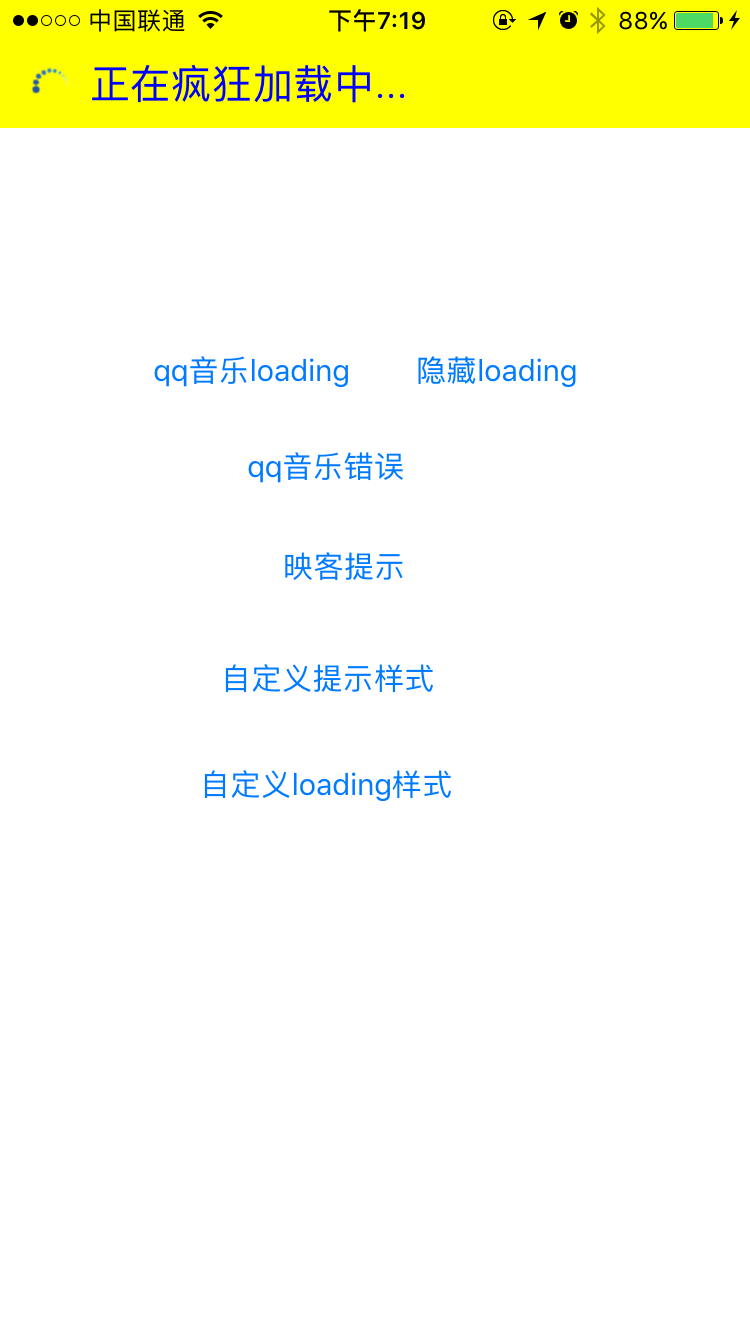 中国联通 下午7:19 88%
正在疯狂加载中...
qq音乐loading 隐藏loading
qq音乐错误
映客提示
自定义提示样式
自定义loading样式